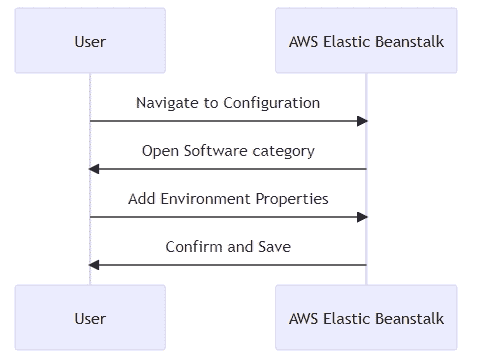 User
AWS Elastic Beanstalk
Navigate to Configuration
Open Software category
Add Environment Properties
Confirm and Save
User
AWS Elastic Beanstalk